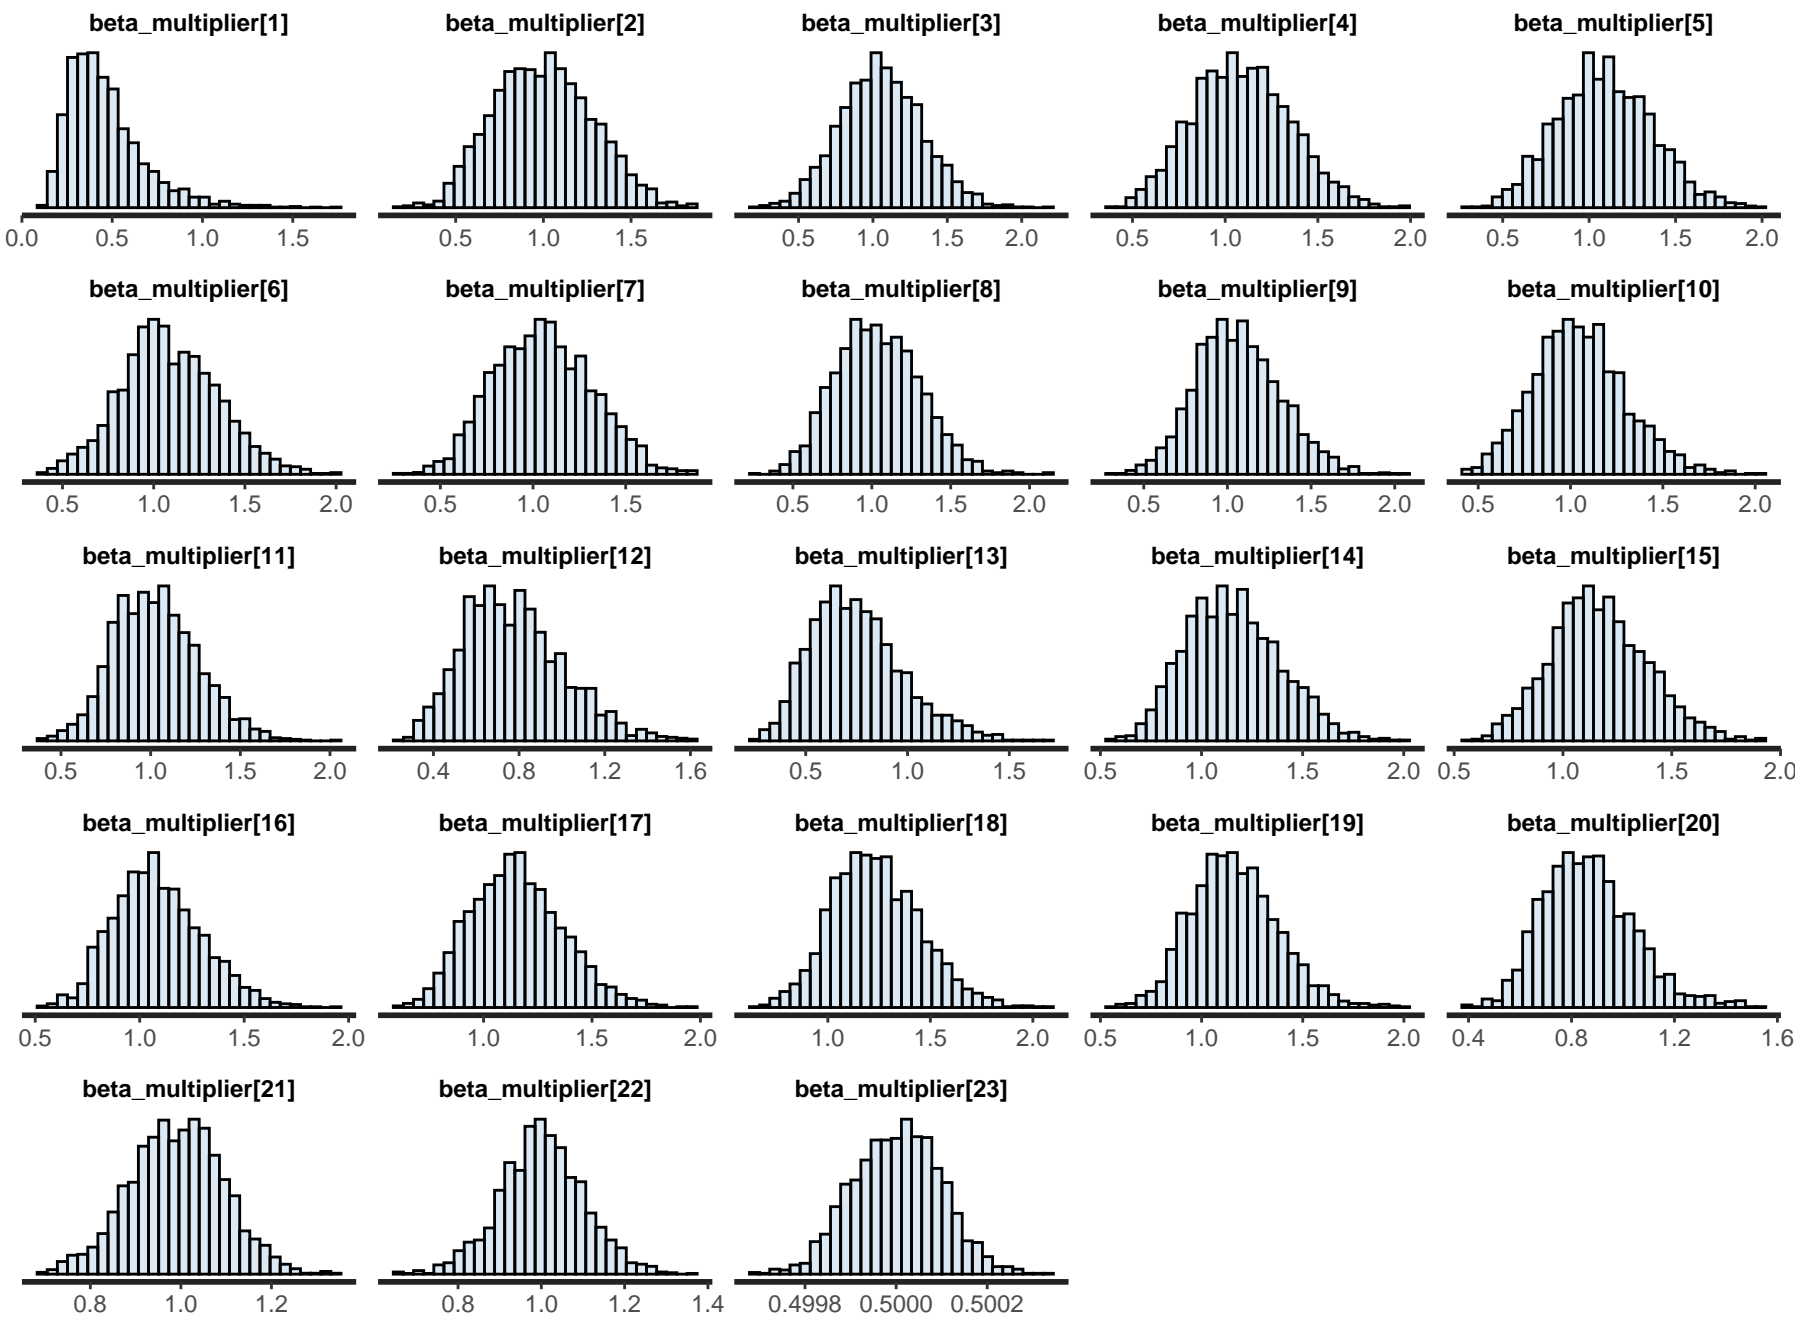 beta_multiplier[1] beta_multiplier[2] beta_multiplier[3] beta_multiplier[4] beta_multiplier[5]
0.0 0.5 1.0 1.5 0.5 1.0 1.5 0.5 1.0 1.5 2.0 0.5 1.0 1.5 2.0 0.5 1.0 1.5 2.0
beta_multiplier[6] beta_multiplier[7] beta_multiplier[8] beta_multiplier[9] beta_multiplier[10]
0.5 1.0 1.5 2.0 0.5 1.0 1.5 0.5 1.0 1.5 2.0 0.5 1.0 1.5 2.0 0.5 1.0 1.5 2.0
beta_multiplier[11] beta_multiplier[12] beta_multiplier[13] beta_multiplier[14] beta_multiplier[15]
0.5 1.0 1.5 2.0 0.4 0.8 1.2 1.6 0.5 1.0 1.5 0.5 1.0 1.5 2.0 0.5 1.0 1.5 2.0
beta_multiplier[16] beta_multiplier[17] beta_multiplier[18] beta_multiplier[19] beta_multiplier[20]
0.5 1.0 1.5 2.0 1.0 1.5 2.0 1.0 1.5 2.0 0.5 1.0 1.5 2.0 0.4 0.8 1.2 1.6
beta_multiplier[21] beta_multiplier[22] beta_multiplier[23]
0.8 1.0 1.2 0.8 1.0 1.2 1.4 0.4998 0.5000 0.5002